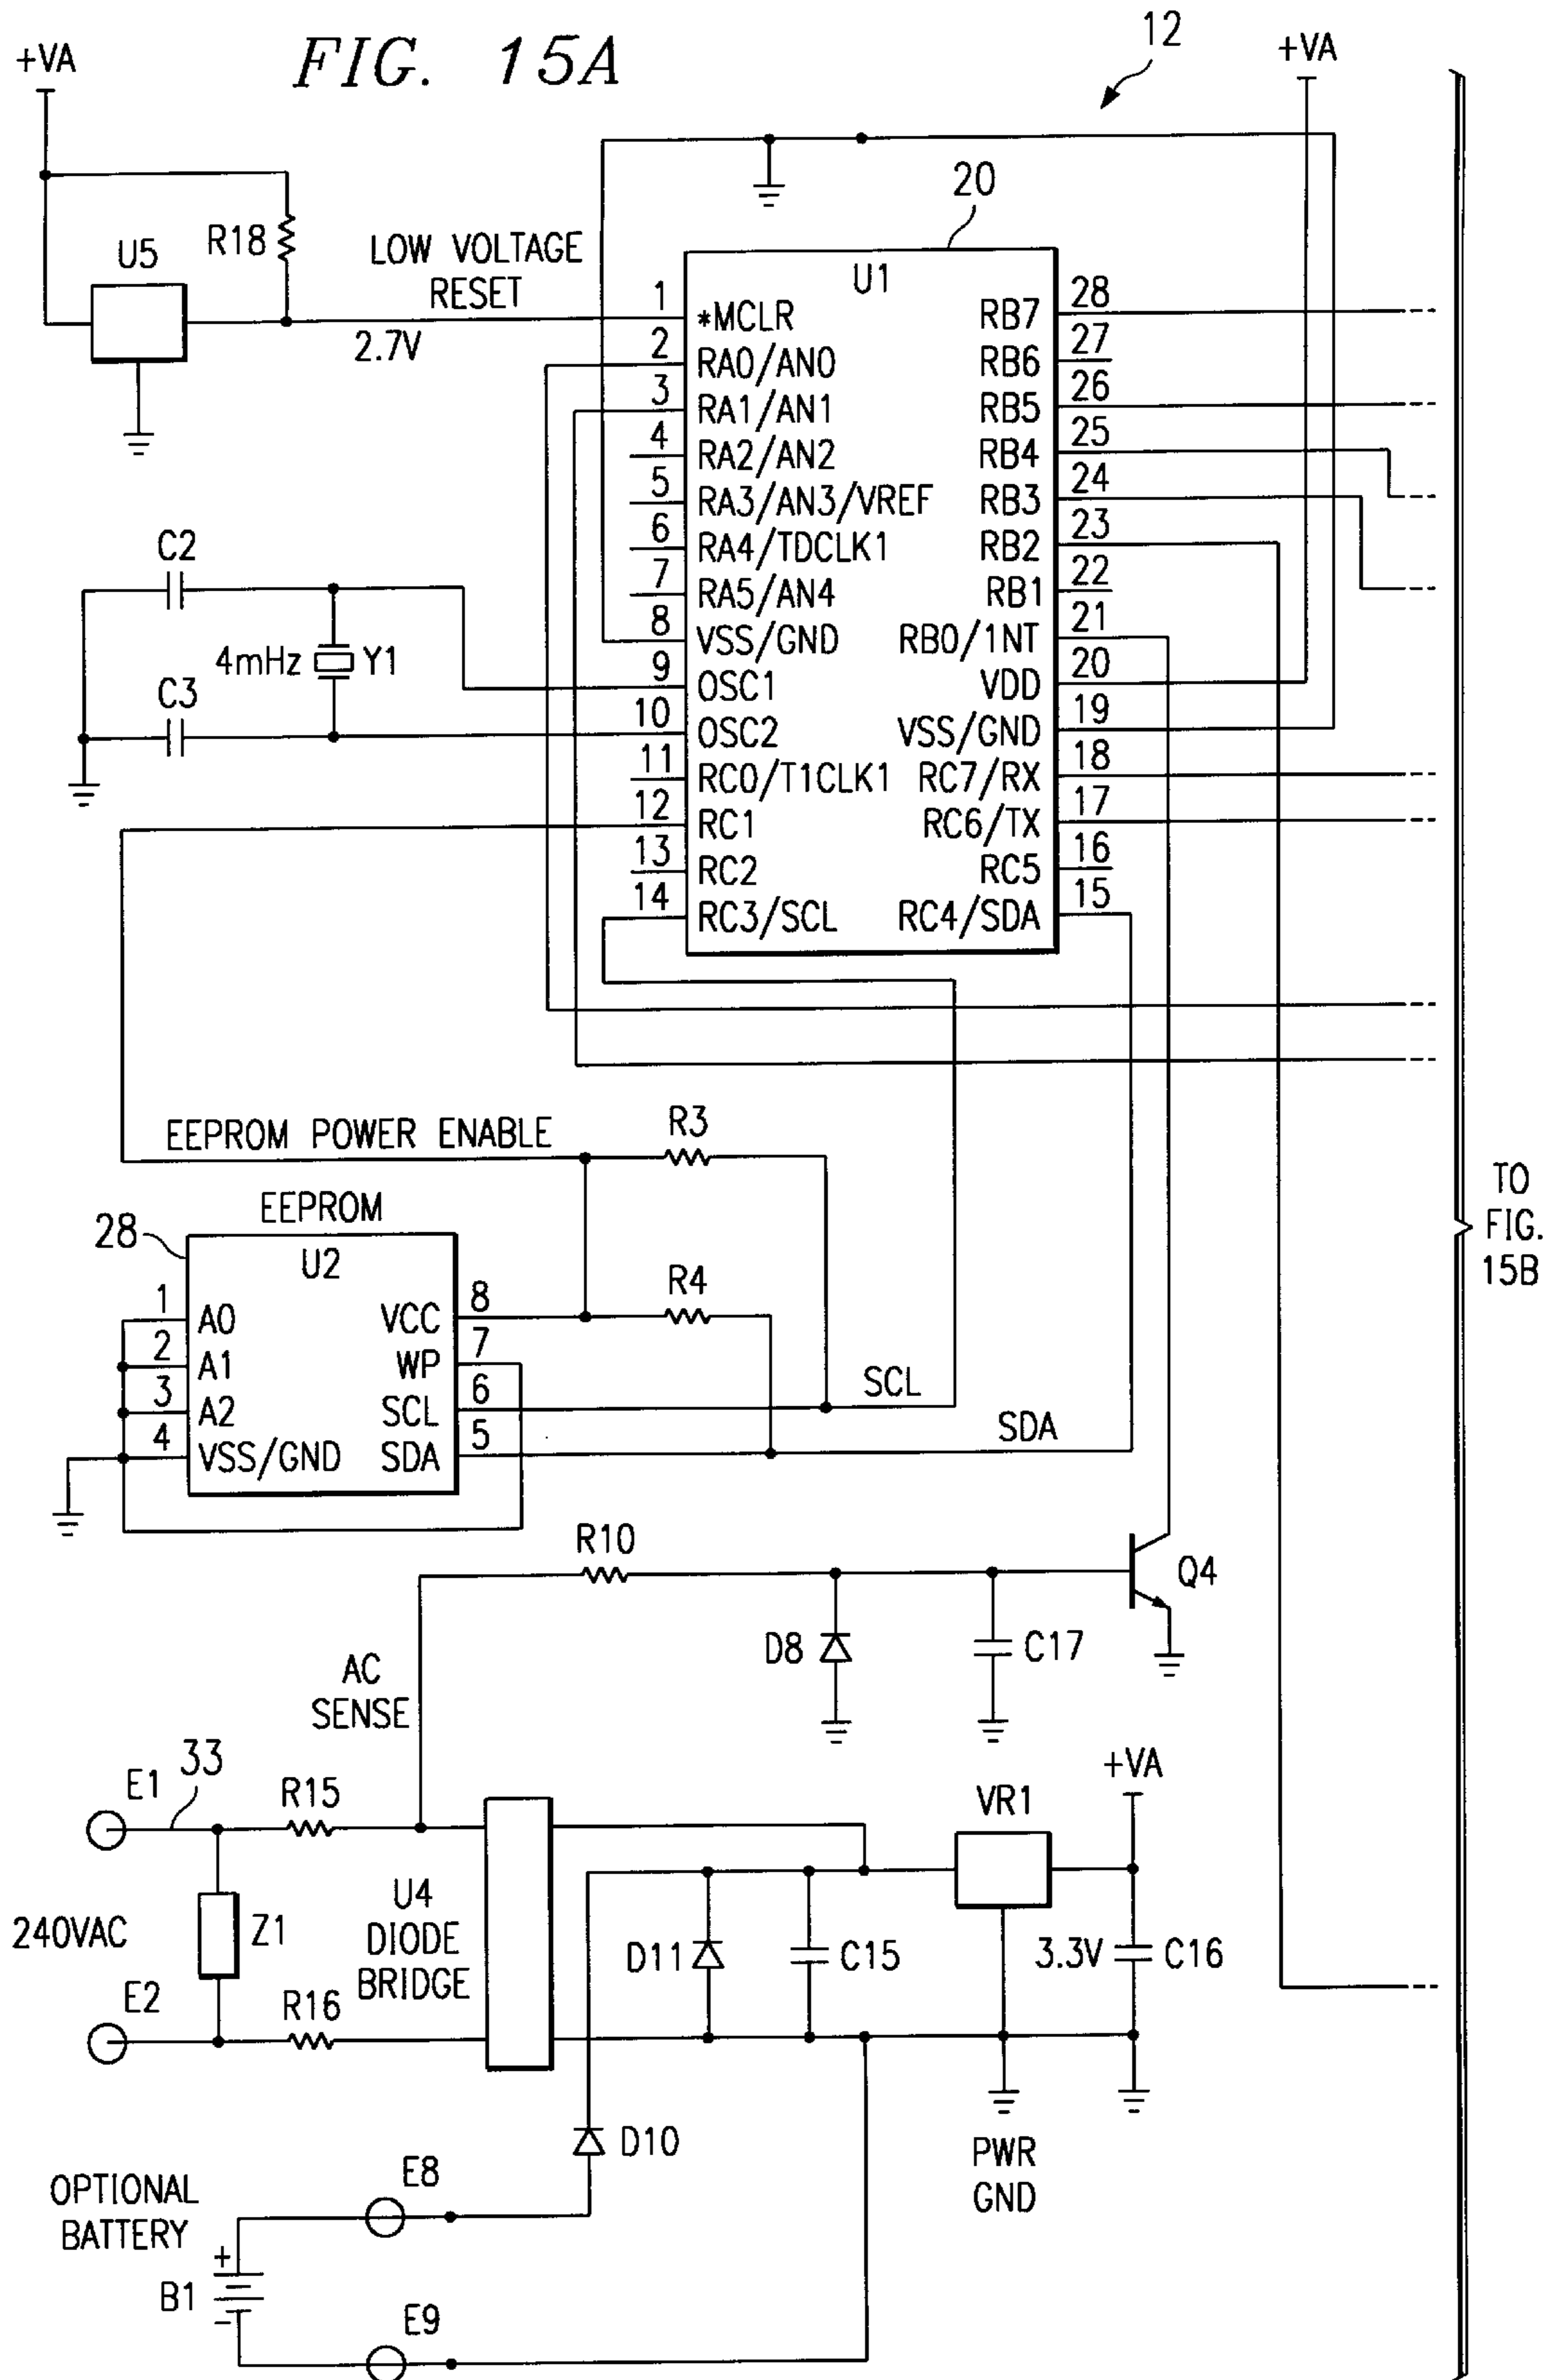 FIG. 15A
12
+VA
+VA
20
U5
R18
LOW VOLTAGE
RESET
2.7V
U1
1
*MCLR
2
RA0/AN0
3
RA1/AN1
4
RA2/AN2
5
RA3/AN3/VREF
6
RA4/TDCLK1
7
RA5/AN4
8
VSS/GND
9
OSC1
10
OSC2
11
RC0/T1CLK1
12
RC1
13
RC2
14
RC3/SCL
RB7
28
RB6
27
RB5
26
RB4
25
RB3
24
RB2
23
RB1
22
RB0/1NT
21
VDD
20
VSS/GND
19
RC7/RX
18
RC6/TX
17
RC5
16
RC4/SDA
15
C2
4mHz
Y1
C3
EEPROM POWER ENABLE
R3
EEPROM
28
U2
R4
1
A0
2
A1
3
A2
4
VSS/GND
VCC
8
WP
7
SCL
6
SDA
5
SCL
SDA
TO
FIG.
15B
R10
Q4
D8
C17
AC
SENSE
33
E1
R15
+VA
VR1
240VAC
Z1
U4
DIODE
BRIDGE
D11
C15
3.3V
C16
E2
R16
D10
PWR
GND
OPTIONAL
BATTERY
E8
+
B1
-
E9